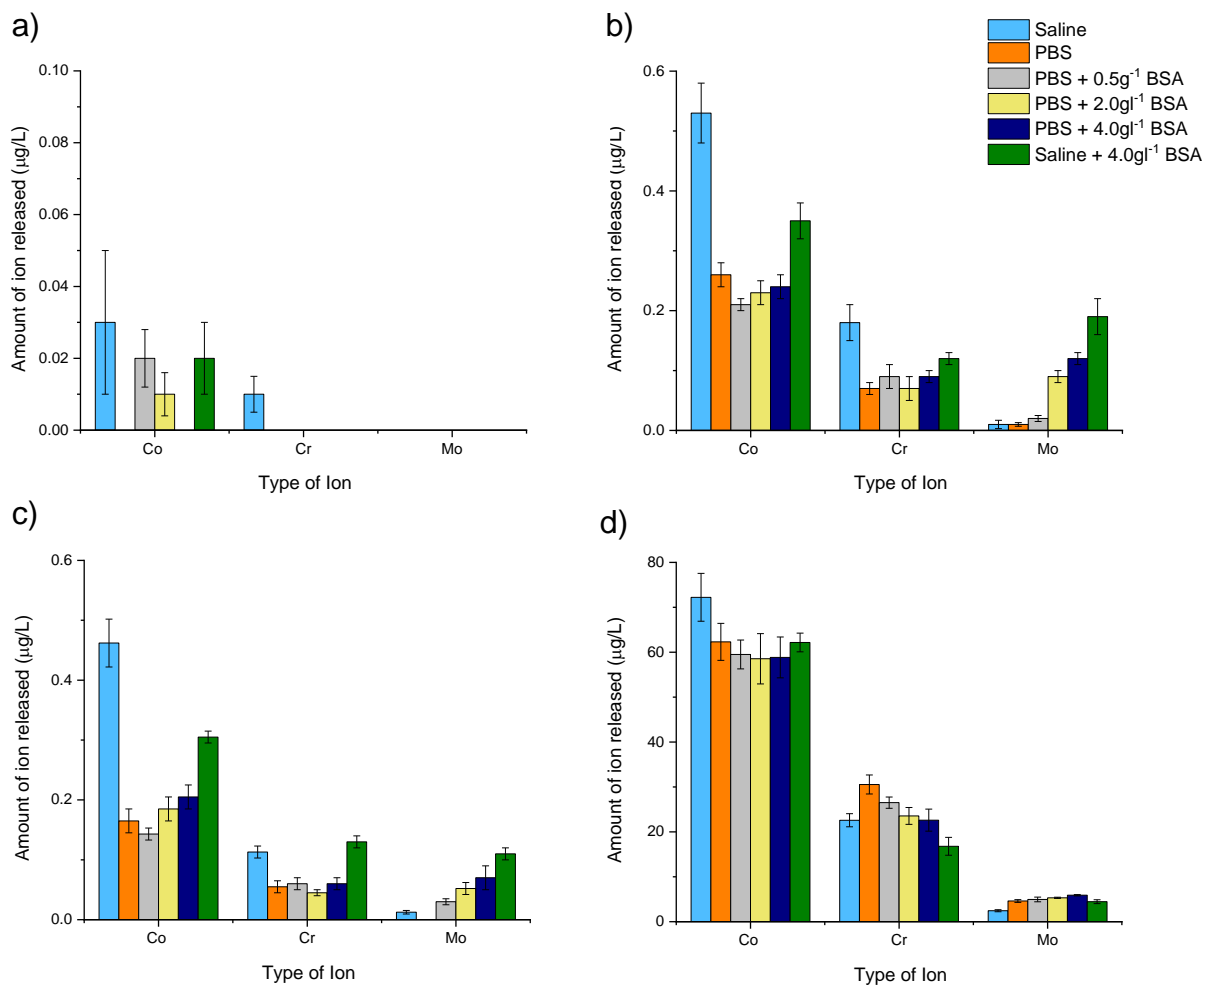 a)
0.10
0.08
0.06
0.04
0.02
0.00
Amount of ion released (μg/L)
Co Cr Mo
Type of Ion
b)
Saline
PBS
PBS + 0.5g⁻¹ BSA
PBS + 2.0gl⁻¹ BSA
PBS + 4.0gl⁻¹ BSA
Saline + 4.0gl⁻¹ BSA
0.6
0.4
0.2
0.0
Amount of ion released (μg/L)
Co Cr Mo
Type of Ion
c)
0.6
0.4
0.2
0.0
Amount of ion released (μg/L)
Co Cr Mo
Type of Ion
d)
80
60
40
20
0
Amount of ion released (μg/L)
Co Cr Mo
Type of Ion